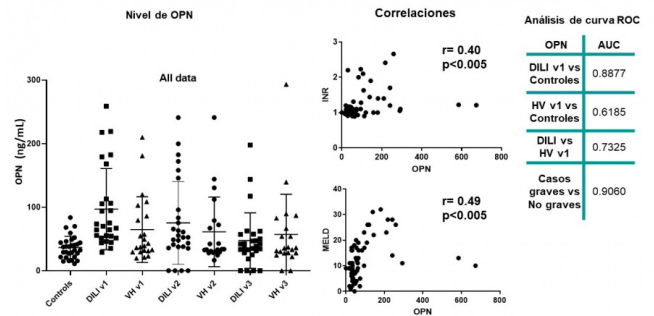 Nivel de OPN
All data
OPN (ng/mL)
300
200
100
0
Controls
DILI v1
VH v1
DILI v2
VH v2
DILI v3
VH v3
Correlaciones
r= 0.40
p<0.005
INR
3
2
1
0
0 200 400 600 800
OPN
r= 0.49
p<0.005
MELD
40
30
20
10
0
0 200 400 600 800
OPN
Análisis de curva ROC
OPN AUC
DILI v1 vs
Controles 0.8877
HV v1 vs
Controles 0.6185
DILI vs
HV v1 0.7325
Casos
graves vs
No graves 0.9060